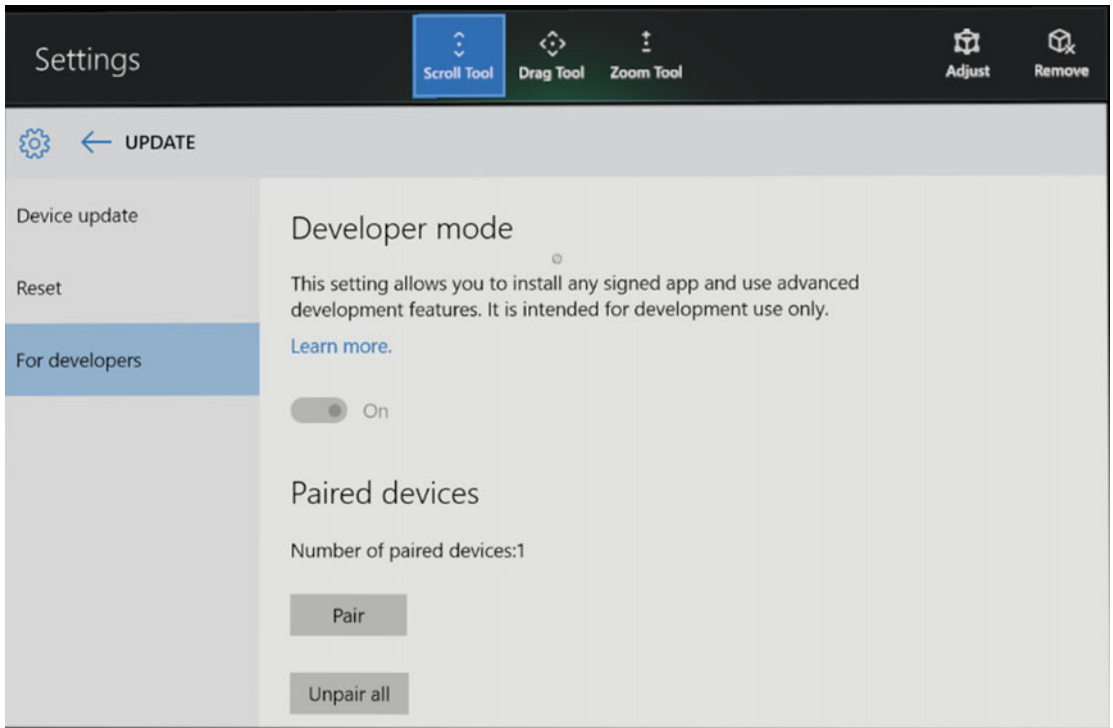 Settings
Scroll Tool
Drag Tool
Zoom Tool
Adjust
Remove
UPDATE
Device update
Reset
For developers
Developer mode
This setting allows you to install any signed app and use advanced
development features. It is intended for development use only.
Learn more.
On
Paired devices
Number of paired devices:1
Pair
Unpair all